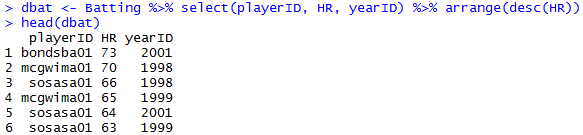 > dbat <- Batting %>% select(playerID, HR, yearID) %>% arrange(desc(HR))
> head(dbat)
playerID HR yearID
1 bondsba01 73 2001
2 mcgwima01 70 1998
3 sosasa01 66 1998
4 mcgwima01 65 1999
5 sosasa01 64 2001
6 sosasa01 63 1999